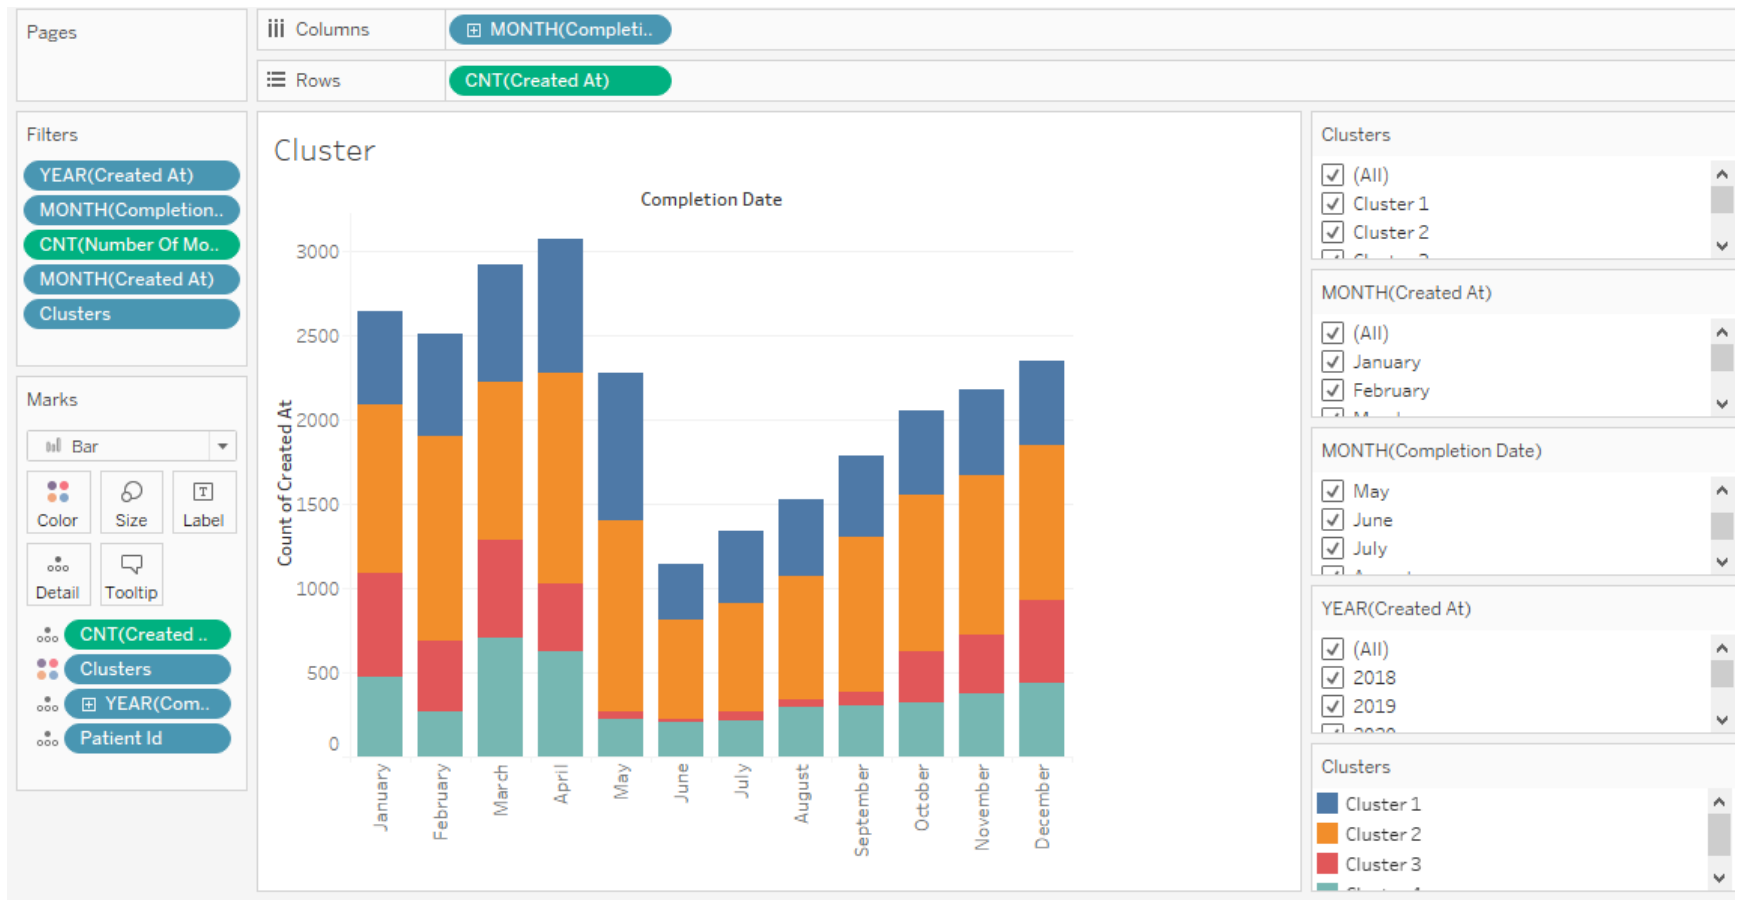 Pages
Columns
MONTH(Completi..
Rows
CNT(Created At)
Filters
YEAR(Created At)
MONTH(Completion..
CNT(Number Of Mo..
MONTH(Created At)
Clusters
Marks
Bar
Color
Size
T
Label
Detail
Tooltip
CNT(Created ..
Clusters
YEAR(Com..
Patient Id
Cluster
Completion Date
Count of Created At
3000
2500
2000
1500
1000
500
0
January
February
March
April
May
June
July
August
September
October
November
December
Clusters
(All)
Cluster 1
Cluster 2
MONTH(Created At)
(All)
January
February
MONTH(Completion Date)
May
June
July
YEAR(Created At)
(All)
2018
2019
Clusters
Cluster 1
Cluster 2
Cluster 3